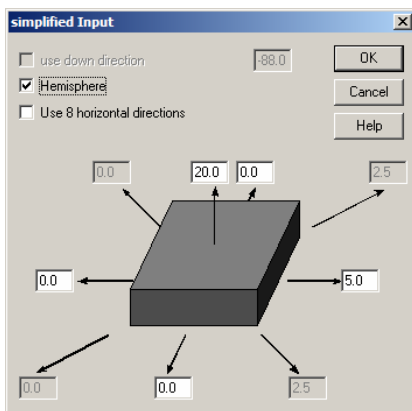 simplified Input
use down direction -88.0 OK
Hemisphere Cancel
Use 8 horizontal directions
Help
0.0 20.0 0.0 2.5
0.0 5.0
0.0 0.0 2.5